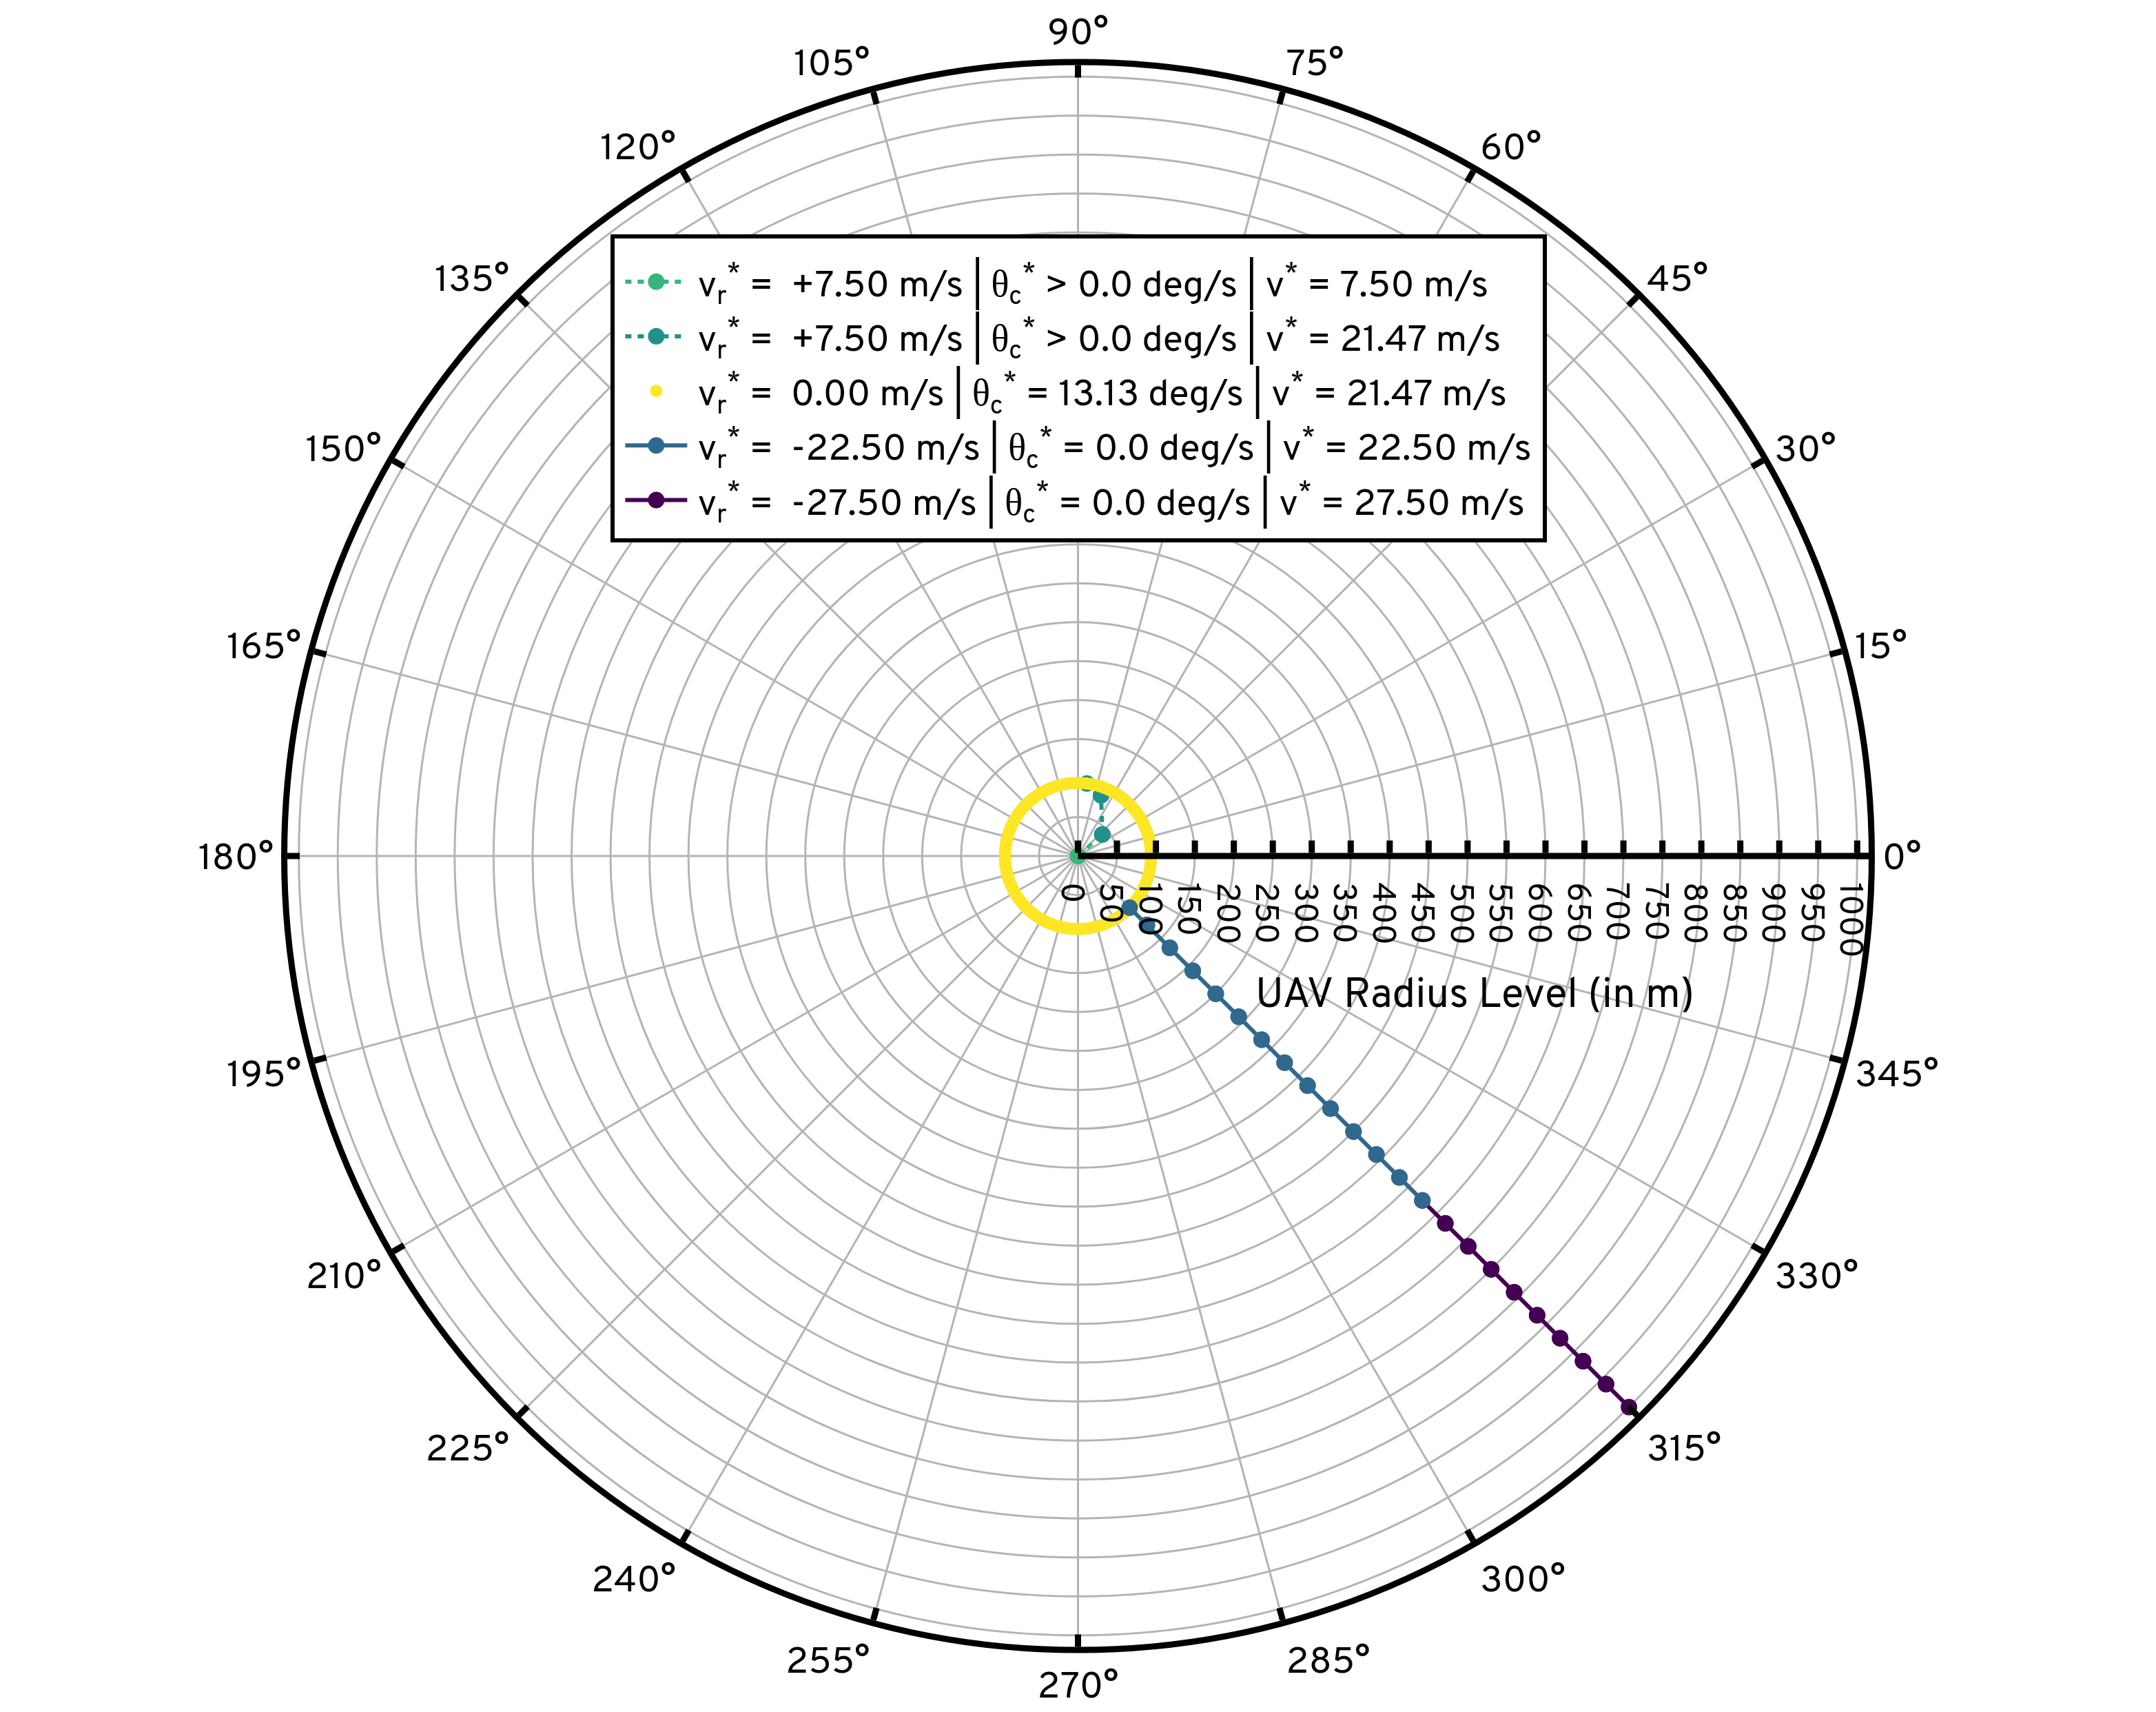 90°
105° 75°
120° 60°
135° 45°
150° 30°
165° 15°
180° 0°
195° 345°
210° 330°
225° 315°
240° 300°
255° 285°
270°
v_r^* = +7.50 m/s | θ_c^* > 0.0 deg/s | v^* = 7.50 m/s
v_r^* = +7.50 m/s | θ_c^* > 0.0 deg/s | v^* = 21.47 m/s
v_r^* = 0.00 m/s | θ_c^* = 13.13 deg/s | v^* = 21.47 m/s
v_r^* = -22.50 m/s | θ_c^* = 0.0 deg/s | v^* = 22.50 m/s
v_r^* = -27.50 m/s | θ_c^* = 0.0 deg/s | v^* = 27.50 m/s
0 50 100 150 200 250 300 350 400 450 500 550 600 650 700 750 800 850 900 950 1000
UAV Radius Level (in m)